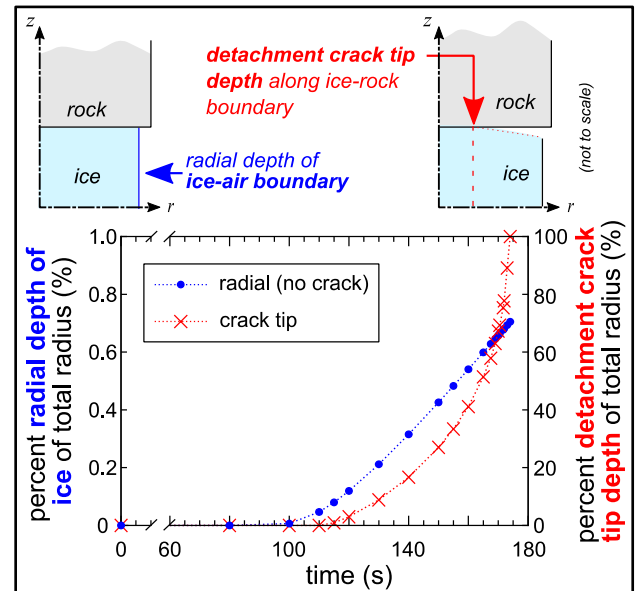 z
rock
ice
r
radial depth of
ice-air boundary
detachment crack tip
depth along ice-rock
boundary
z
rock
ice
r
(not to scale)
percent radial depth of
ice of total radius (%)
1.0
0.8
0.6
0.4
0.2
0
radial (no crack)
crack tip
100
80
60
40
20
0
percent detachment crack
tip depth of total radius (%)
0 60 80 100 120 140 160 180
time (s)